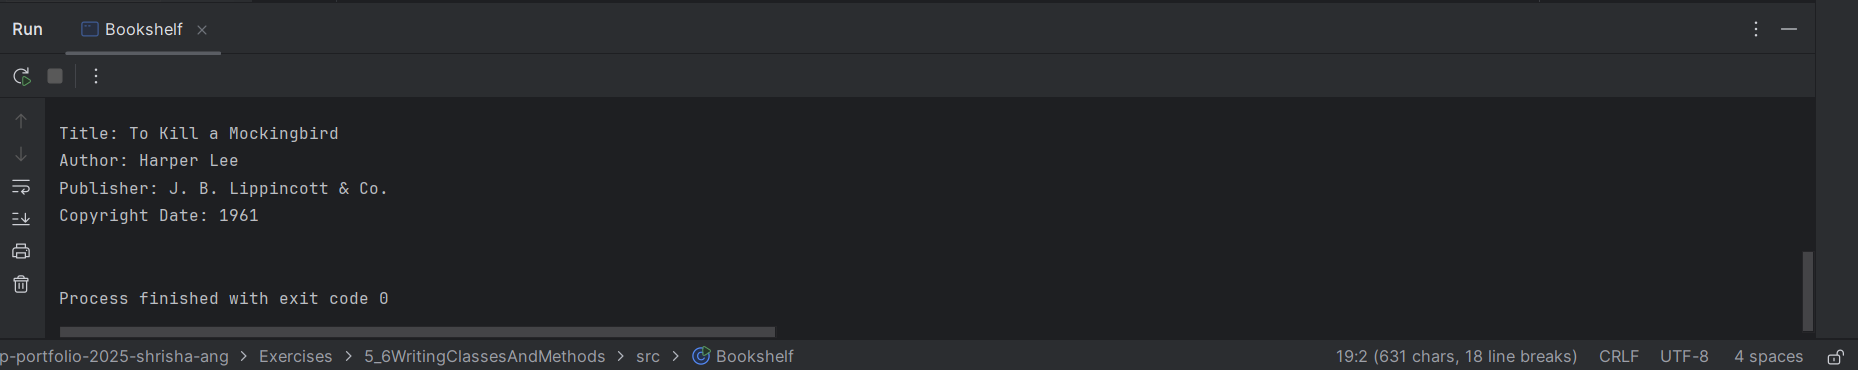 Run Bookshelf
Title: To Kill a Mockingbird
Author: Harper Lee
Publisher: J. B. Lippincott & Co.
Copyright Date: 1961
Process finished with exit code 0
p-portfolio-2025-shrisha-ang > Exercises > 5_6WritingClassesAndMethods > src > Bookshelf 19:2 (631 chars, 18 line breaks) CRLF UTF-8 4 spaces